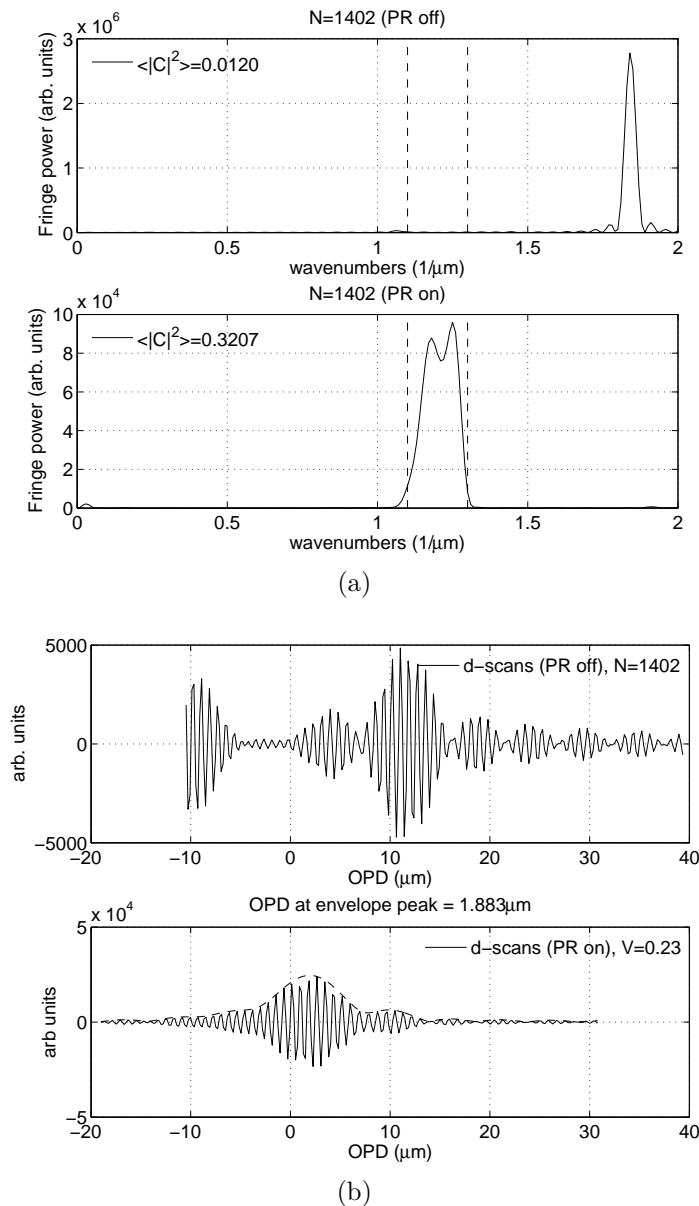 N=1402 (PR off)
x 10^6
Fringe power (arb. units)
3
2
1
0
<|C|^2>=0.0120
0 0.5 1 1.5 2
wavenumbers (1/μm)
N=1402 (PR on)
x 10^4
Fringe power (arb. units)
10
8
6
4
2
0
<|C|^2>=0.3207
0 0.5 1 1.5 2
wavenumbers (1/μm)
(a)
arb. units
5000
0
−5000
d−scans (PR off), N=1402
−20 −10 0 10 20 30 40
OPD (μm)
OPD at envelope peak = 1.883μm
x 10^4
arb units
5
0
−5
d−scans (PR on), V=0.23
−20 −10 0 10 20 30 40
OPD (μm)
(b)